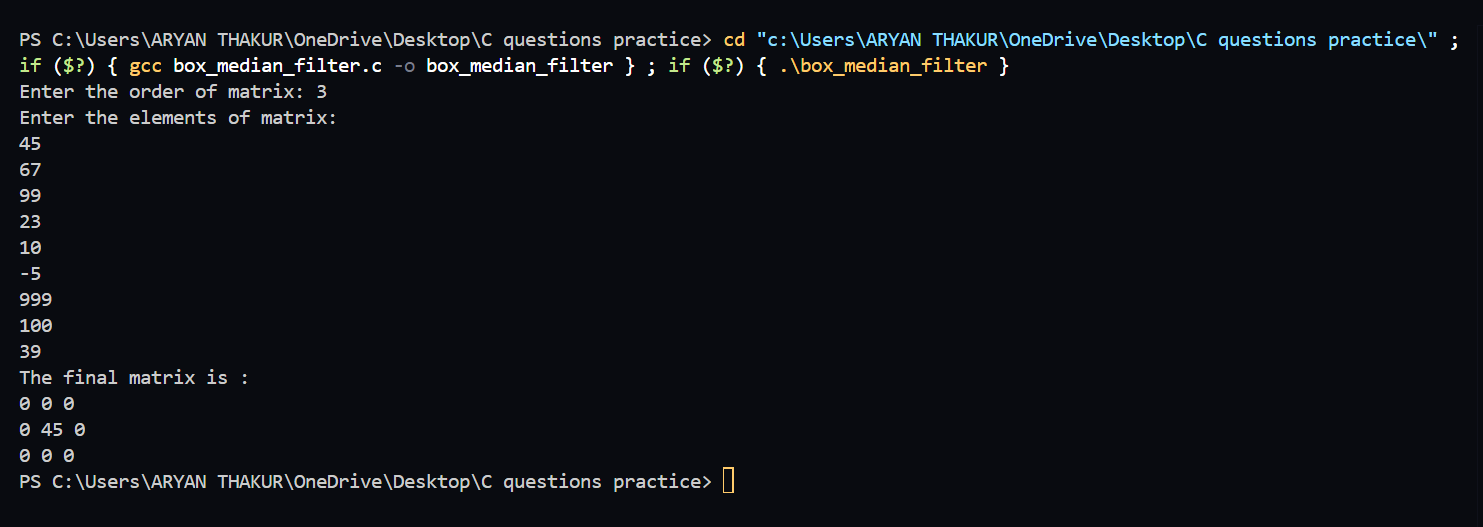 PS C:\Users\ARYAN THAKUR\OneDrive\Desktop\C questions practice> cd "c:\Users\ARYAN THAKUR\OneDrive\Desktop\C questions practice\" ;
if ($?) { gcc box_median_filter.c -o box_median_filter } ; if ($?) { .\box_median_filter }
Enter the order of matrix: 3
Enter the elements of matrix:
45
67
99
23
10
-5
999
100
39
The final matrix is :
0 0 0
0 45 0
0 0 0
PS C:\Users\ARYAN THAKUR\OneDrive\Desktop\C questions practice>